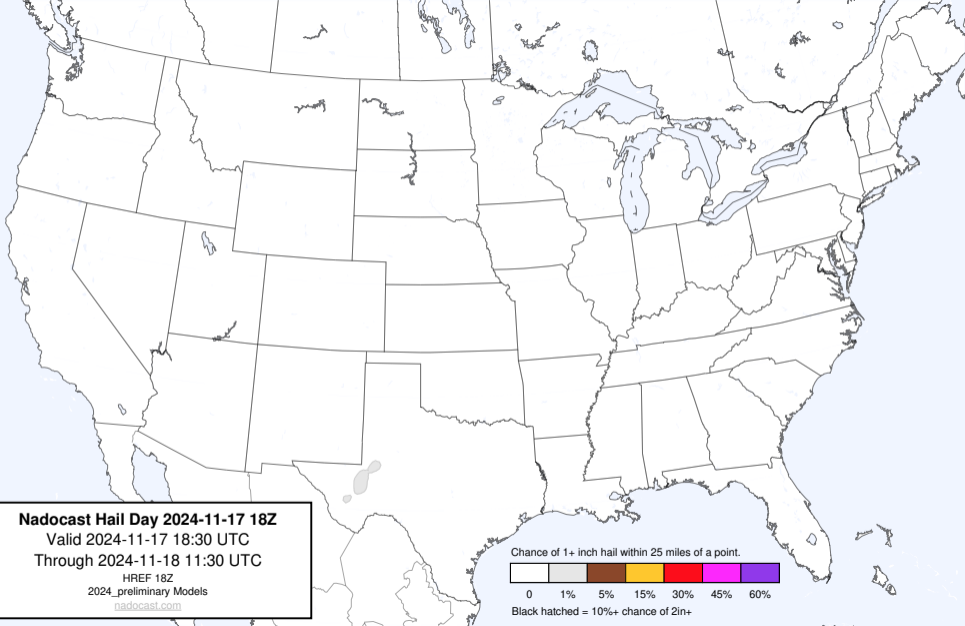 Nadocast Hail Day 2024-11-17 18Z
Valid 2024-11-17 18:30 UTC
Through 2024-11-18 11:30 UTC
HREF 18Z
2024_preliminary Models
nadocast.com
Chance of 1+ inch hail within 25 miles of a point.
0 1% 5% 15% 30% 45% 60%
Black hatched = 10%+ chance of 2in+